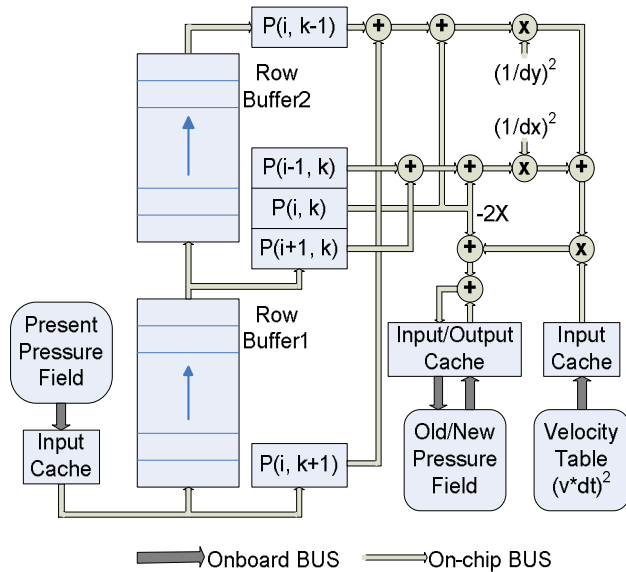 P(i, k-1)
+
+
x
Row
Buffer2
(1/dy)2
(1/dx)2
P(i-1, k)
+
+
x
+
P(i, k)
-2X
P(i+1, k)
+
x
+
Present
Pressure
Field
Row
Buffer1
Input/Output
Cache
Input
Cache
Input
Cache
P(i, k+1)
Old/New
Pressure
Field
Velocity
Table
(v*dt)2
Onboard BUS
On-chip BUS